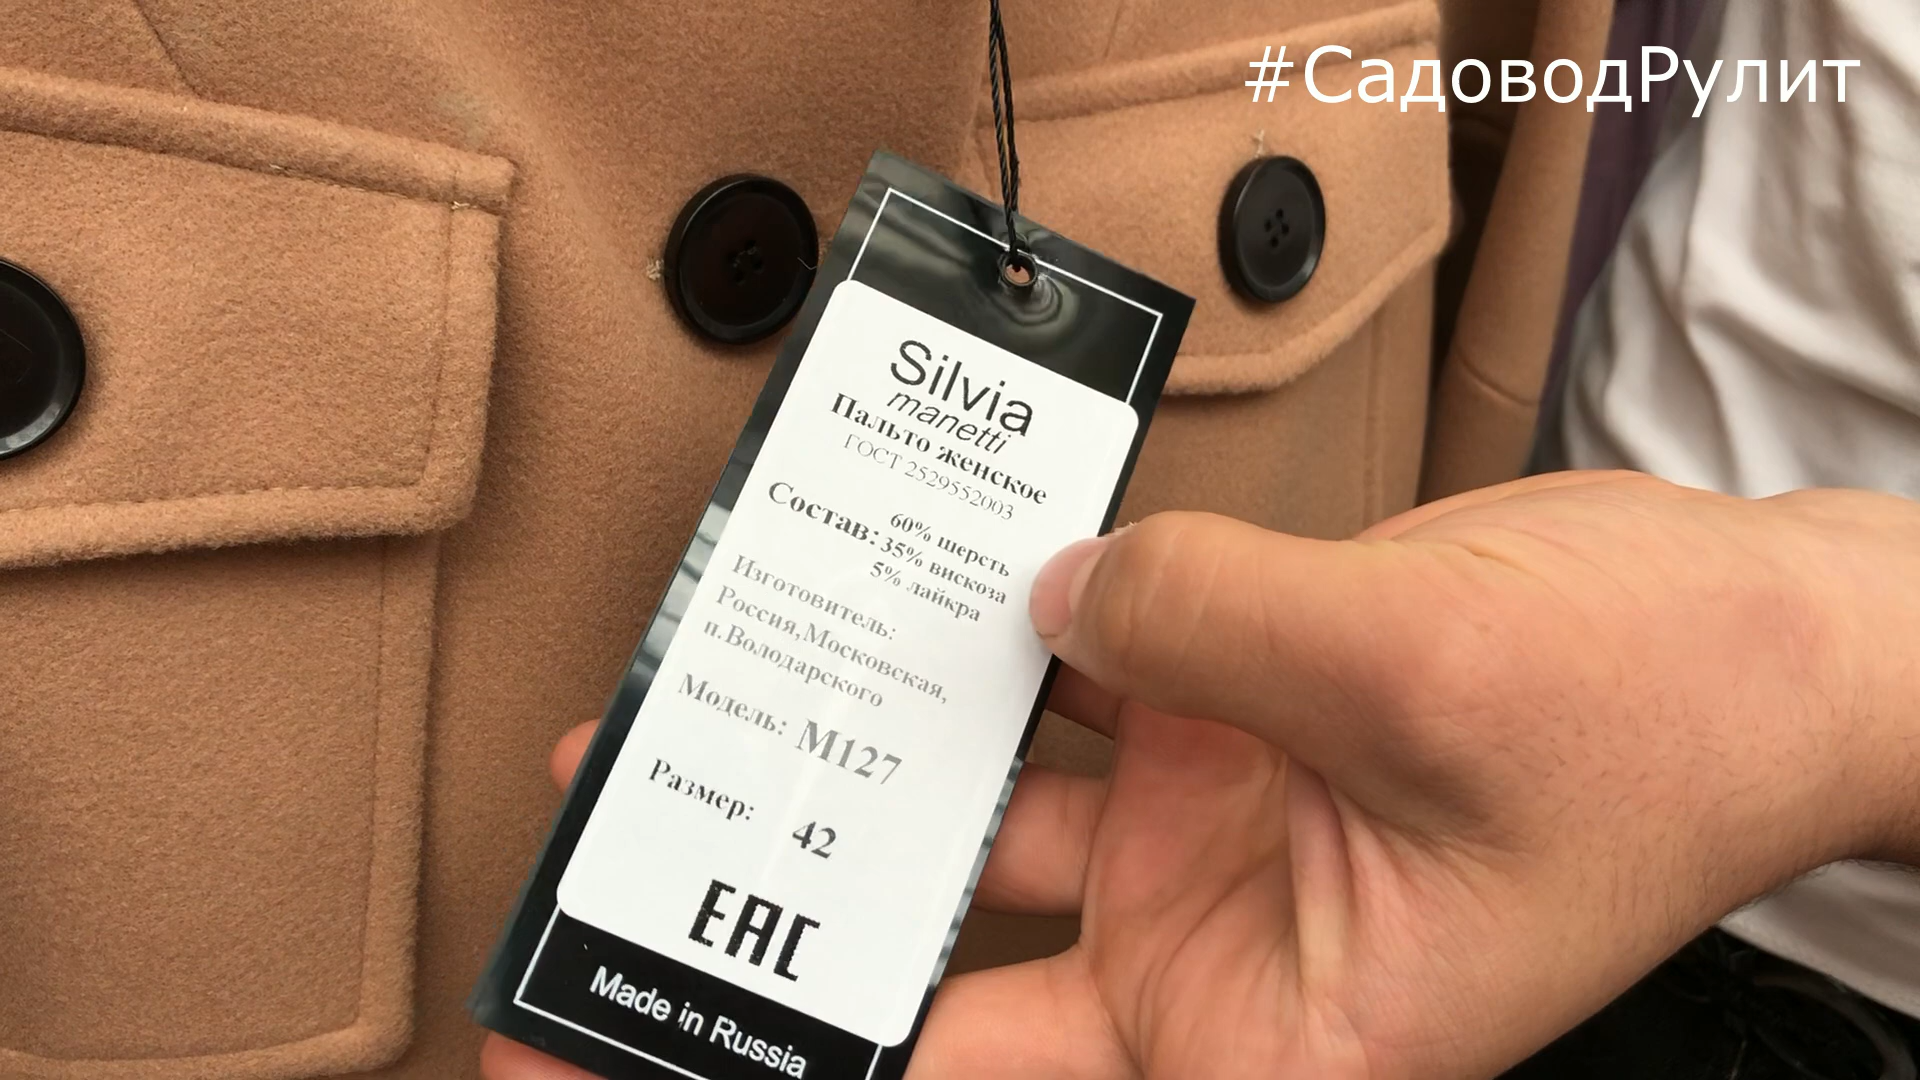 #СадоводРулит
Silvia
manetti
Пальто женское
ГОСТ 2529552003
Состав: 60% шерсть
35% вискоза
5% лайкра
Изготовитель:
Россия,Московская,
п.Володарского
Модель: М127
Размер: 42
EAC
Made in Russia